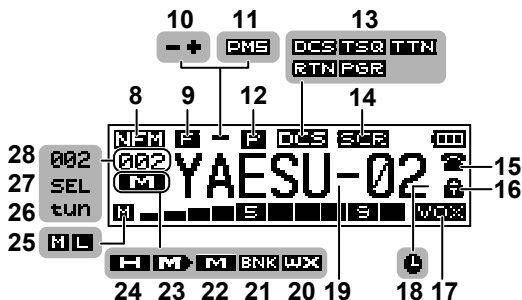 10 11 13
- + PMS DCS TSQ TTN
RTN PGR
8 9 12 14
NFM F - P DCS SCR
28 002 002 YAESU-02 15
27 SEL M 16
26 tun
25 M L M S 9 VOX
H M M BNK WX
24 23 22 21 20 19 18 17